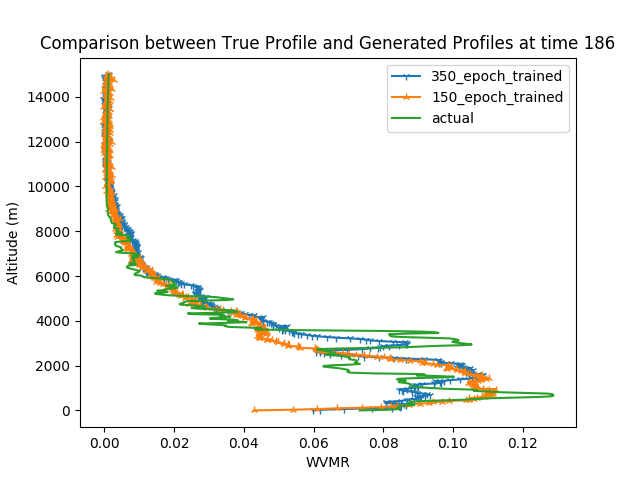 Comparison between True Profile and Generated Profiles at time 186
350_epoch_trained
150_epoch_trained
actual
14000
12000
10000
8000
6000
4000
2000
0
Altitude (m)
0.00 0.02 0.04 0.06 0.08 0.10 0.12
WVMR